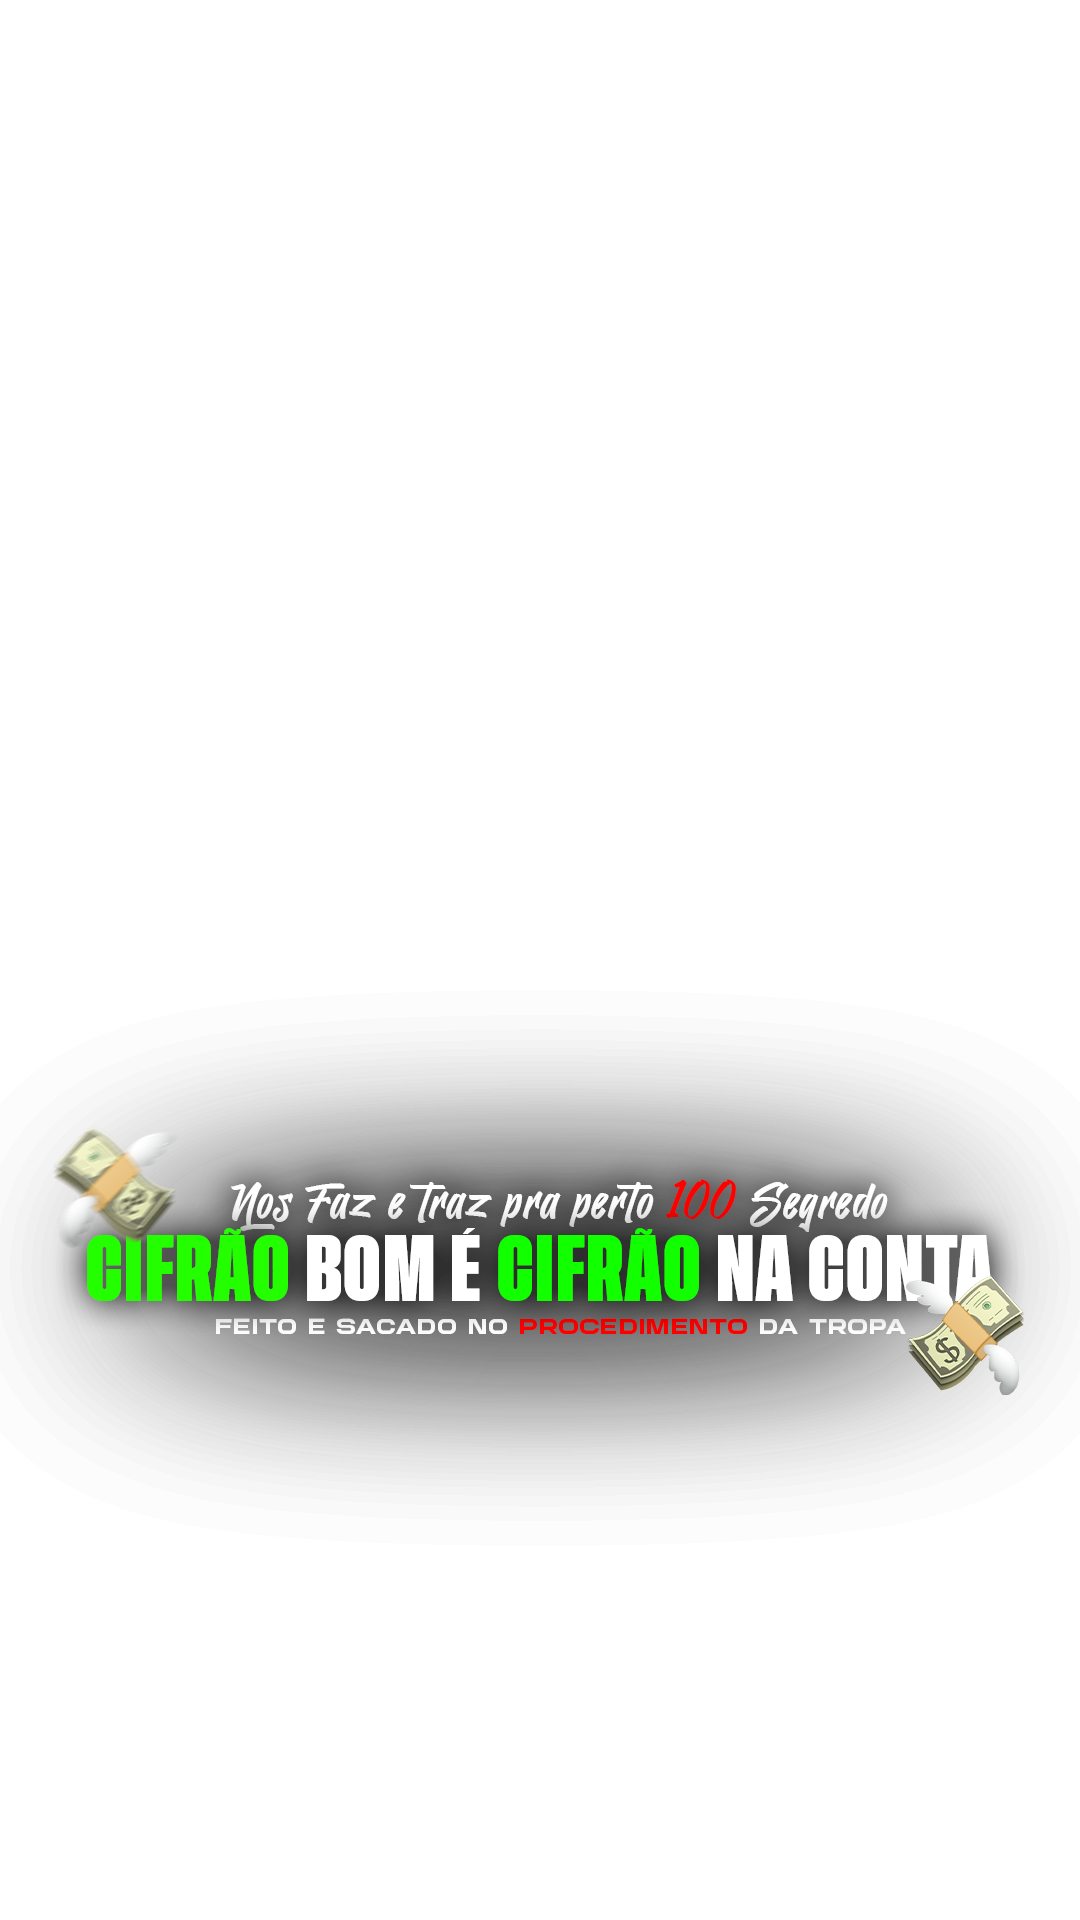 Nos Faz e traz pra perto 100 Segredo
CIFRÃO BOM É CIFRÃO NA CONTA
FEITO E SACADO NO PROCEDIMENTO DA TROPA